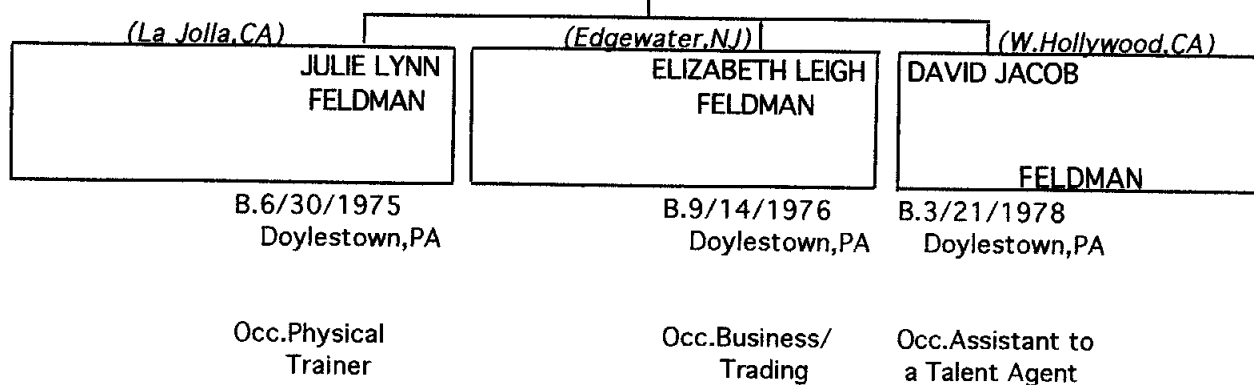 (La Jolla,CA)
JULIE LYNN
FELDMAN
B.6/30/1975
Doylestown,PA
Occ.Physical
Trainer
(Edgewater,NJ)
ELIZABETH LEIGH
FELDMAN
B.9/14/1976
Doylestown,PA
Occ.Business/
Trading
(W.Hollywood,CA)
DAVID JACOB
FELDMAN
B.3/21/1978
Doylestown,PA
Occ.Assistant to
a Talent Agent